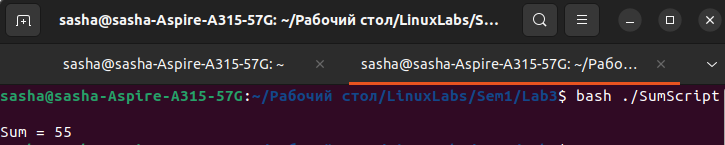 sasha@sasha-Aspire-A315-57G: ~/Рабочий стол/LinuxLabs/S...
sasha@sasha-Aspire-A315-57G: ~
sasha@sasha-Aspire-A315-57G: ~/Рабо...
sasha@sasha-Aspire-A315-57G:~/Рабочий стол/LinuxLabs/Sem1/Lab3$ bash ./SumScript
Sum = 55